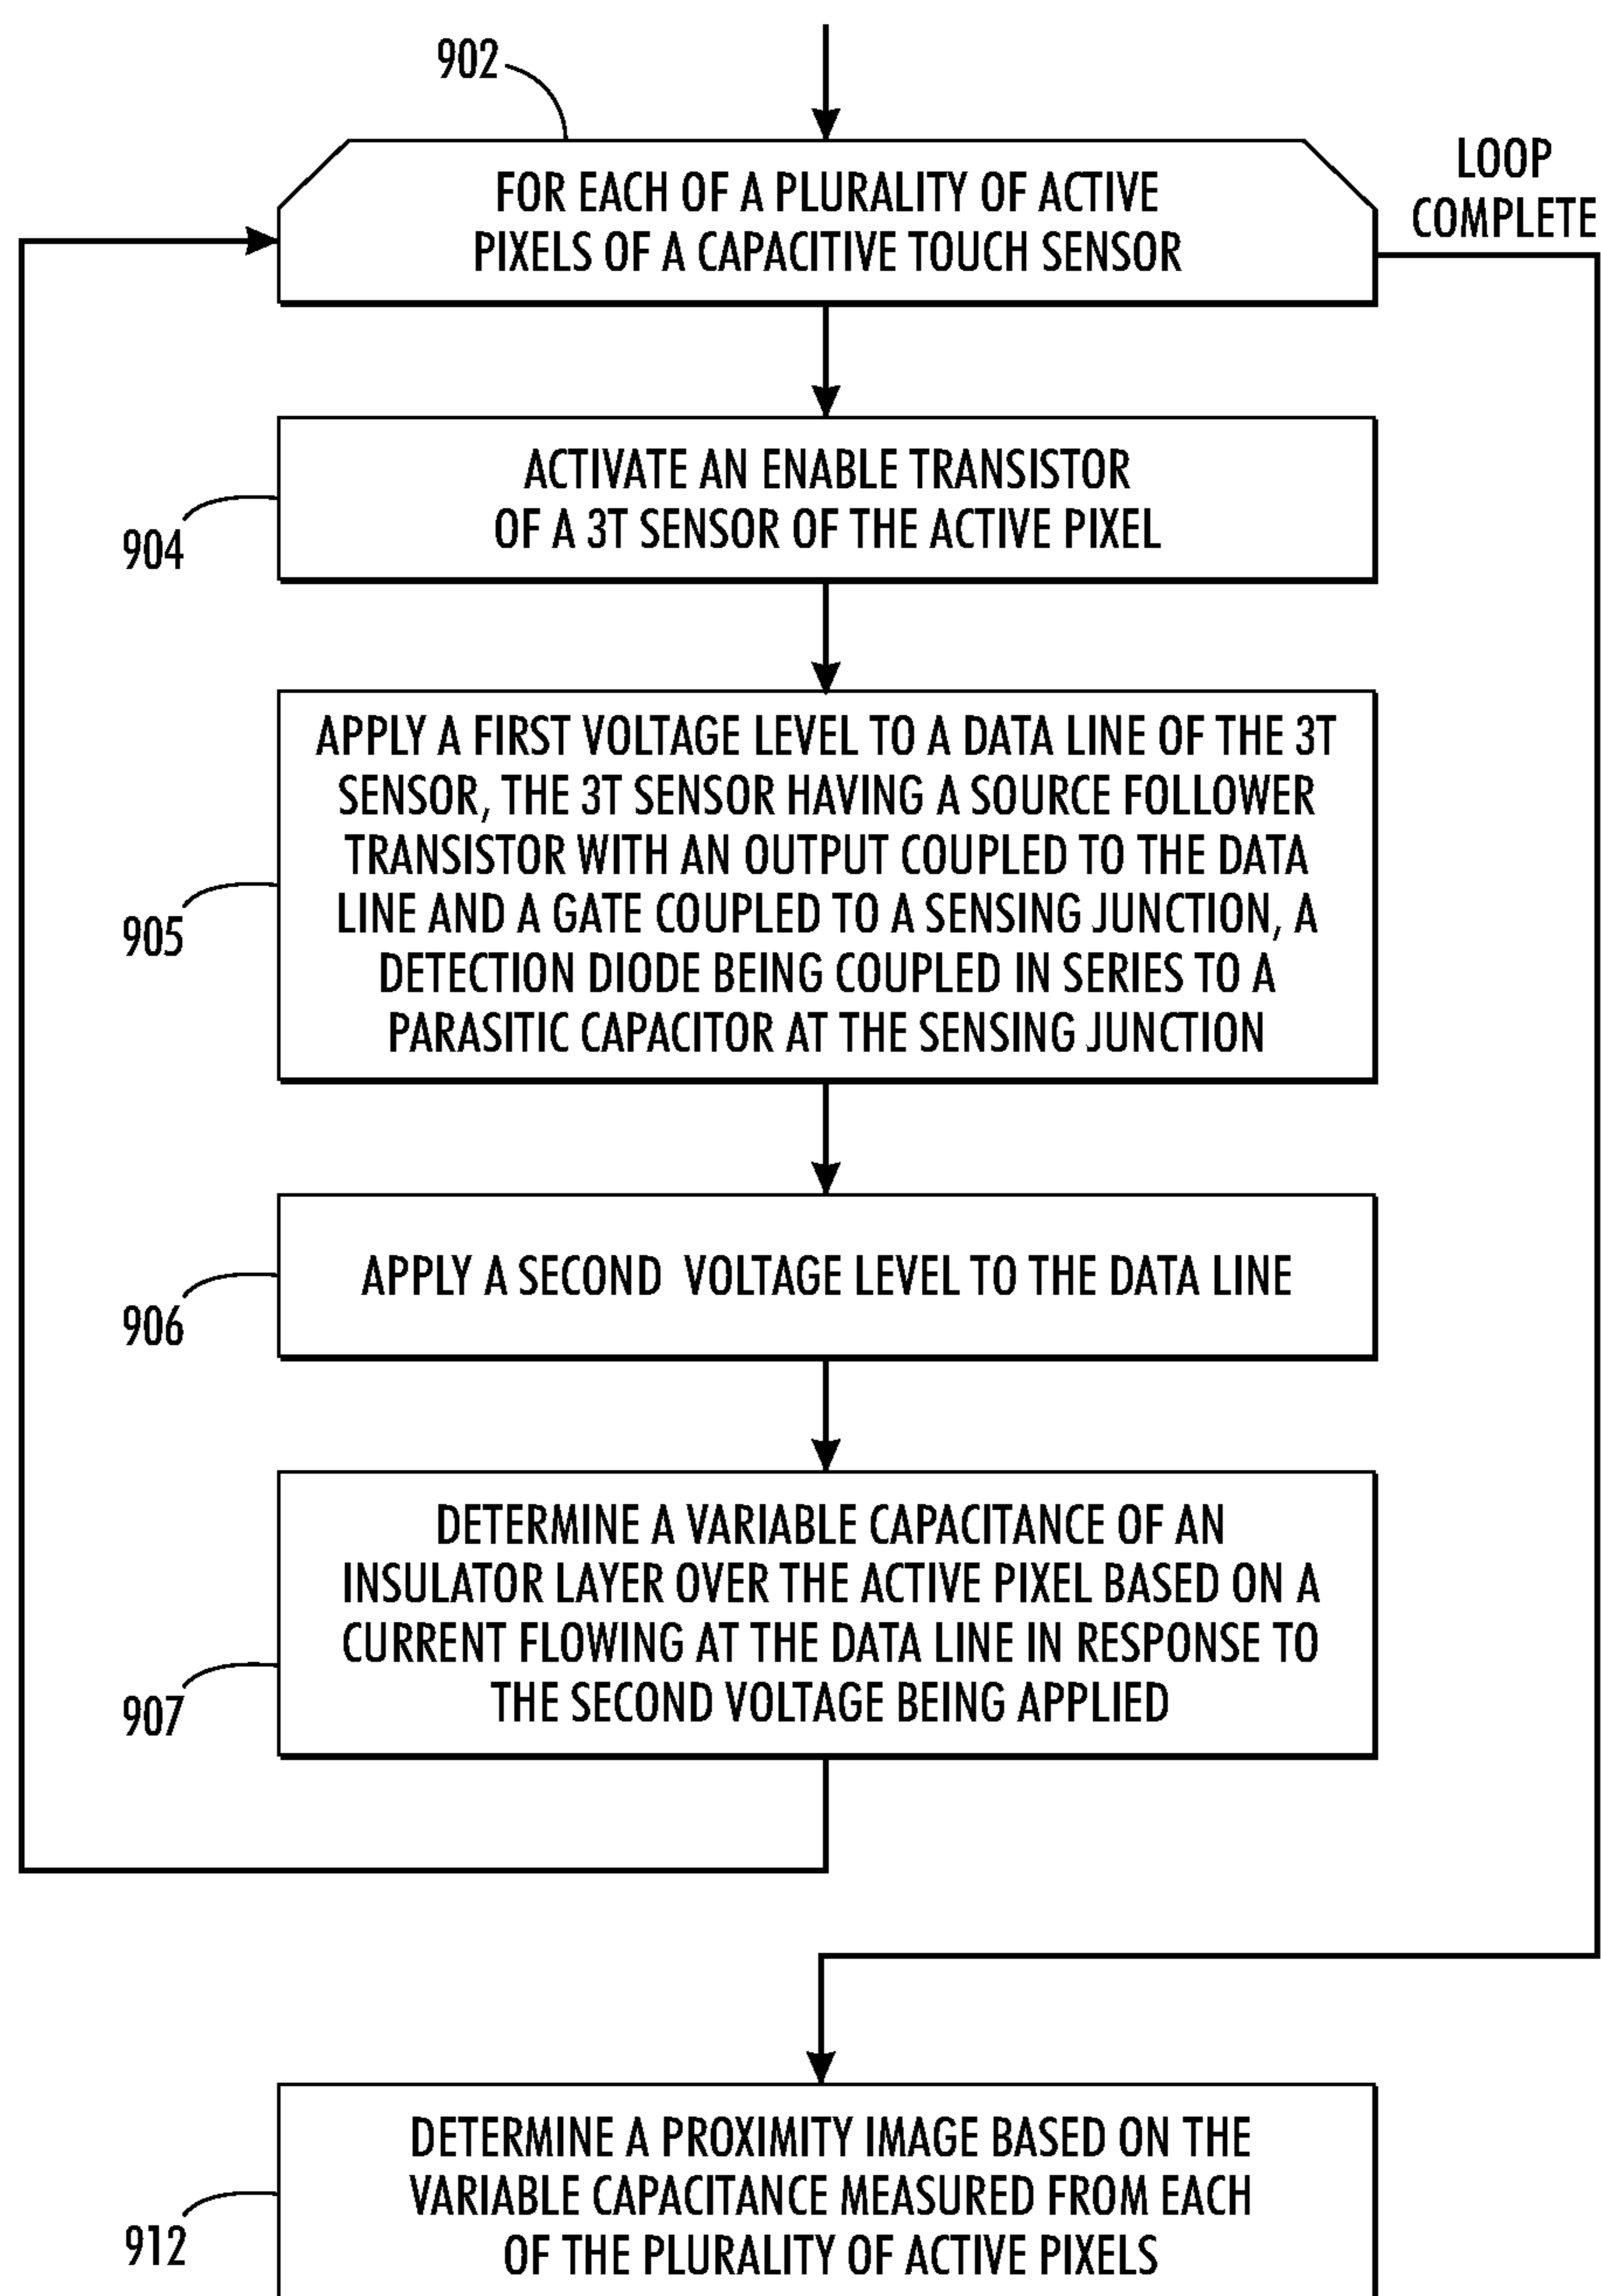 902
FOR EACH OF A PLURALITY OF ACTIVE
PIXELS OF A CAPACITIVE TOUCH SENSOR
LOOP
COMPLETE
ACTIVATE AN ENABLE TRANSISTOR
OF A 3T SENSOR OF THE ACTIVE PIXEL
904
APPLY A FIRST VOLTAGE LEVEL TO A DATA LINE OF THE 3T
SENSOR, THE 3T SENSOR HAVING A SOURCE FOLLOWER
TRANSISTOR WITH AN OUTPUT COUPLED TO THE DATA
LINE AND A GATE COUPLED TO A SENSING JUNCTION, A
DETECTION DIODE BEING COUPLED IN SERIES TO A
PARASITIC CAPACITOR AT THE SENSING JUNCTION
905
APPLY A SECOND VOLTAGE LEVEL TO THE DATA LINE
906
DETERMINE A VARIABLE CAPACITANCE OF AN
INSULATOR LAYER OVER THE ACTIVE PIXEL BASED ON A
CURRENT FLOWING AT THE DATA LINE IN RESPONSE TO
THE SECOND VOLTAGE BEING APPLIED
907
DETERMINE A PROXIMITY IMAGE BASED ON THE
VARIABLE CAPACITANCE MEASURED FROM EACH
OF THE PLURALITY OF ACTIVE PIXELS
912